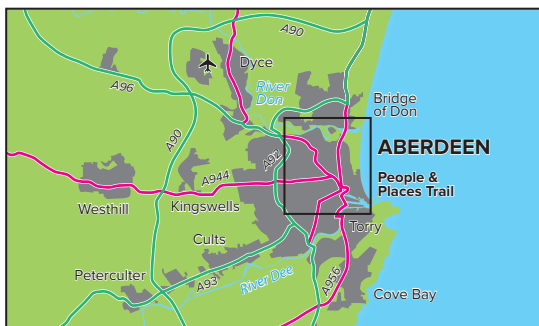 A90
Dyce
A96
River
Don
Bridge
of Don
A90
A92
ABERDEEN
People &
Places Trail
A944
Westhill
Kingswells
Torry
Cults
Peterculter
A93
River Dee
A956
Cove Bay